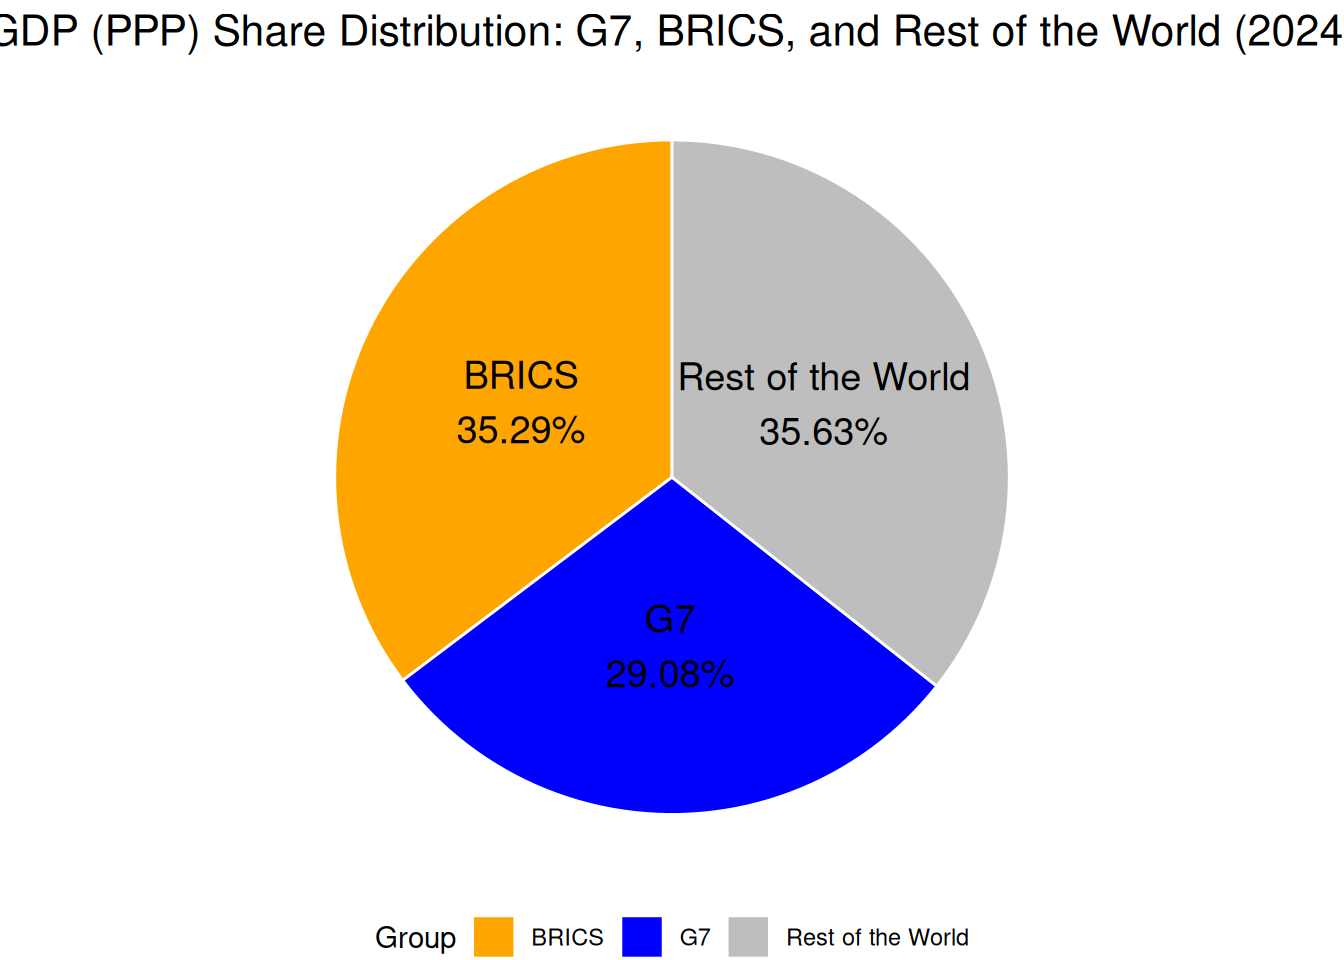 GDP (PPP) Share Distribution: G7, BRICS, and Rest of the World (2024
BRICS
35.29%
Rest of the World
35.63%
G7
29.08%
Group
BRICS
G7
Rest of the World